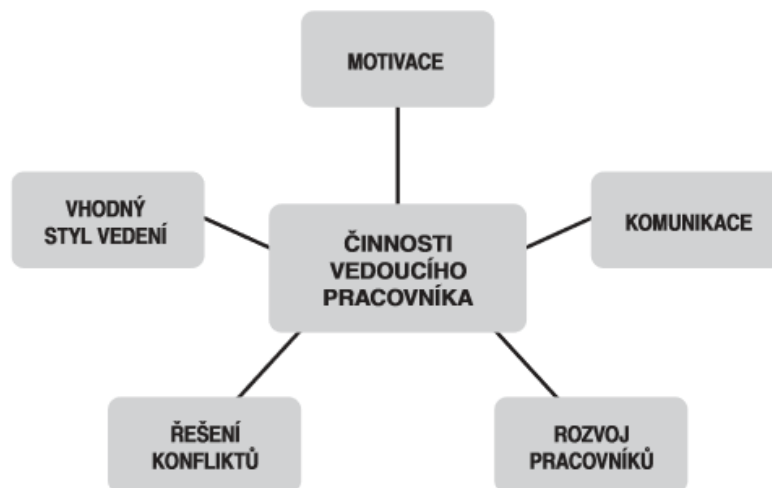 MOTIVACE
VHODNÝ
STYL VEDENÍ
KOMUNIKACE
ČINNOSTI
VEDOUCÍHO
PRACOVNÍKA
ŘEŠENÍ
KONFLIKTŮ
ROZVOJ
PRACOVNÍKŮ